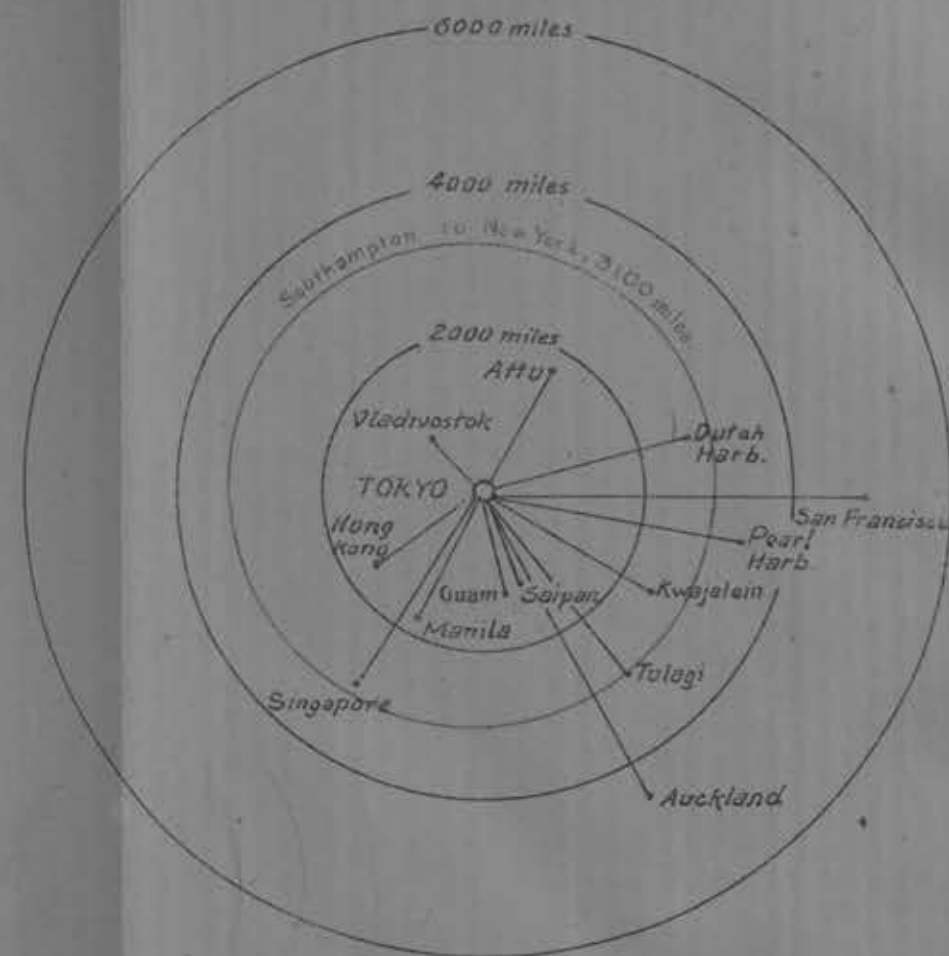 6000 miles
4000 miles
Southampton to New York, 3100 miles.
2000 miles
Attu
Vladivostok
Dutch
Harb.
TOKYO
San Francisco
Hong
Kong
Pearl
Harb.
Guam
Saipan
Kwajalein
Manila
Tulagi
Singapore
Auckland